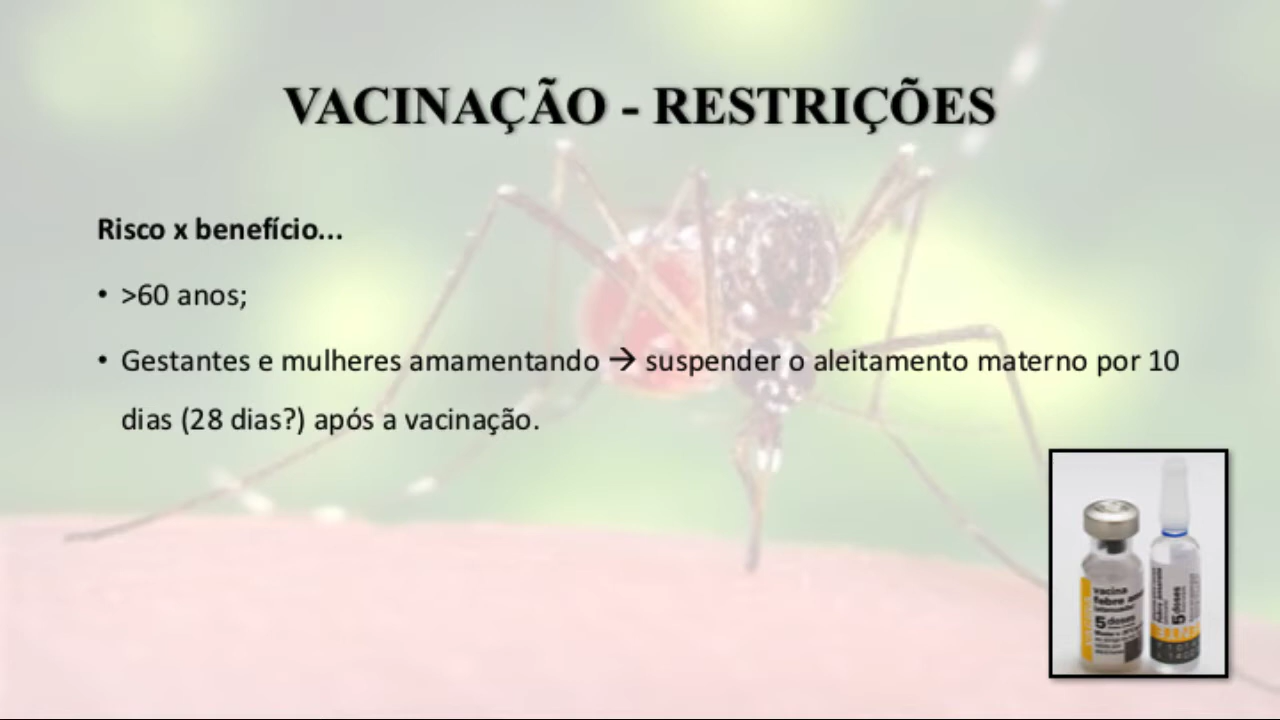 VACINAÇÃO - RESTRIÇÕES
Risco x benefício...
• >60 anos;
• Gestantes e mulheres amamentando → suspender o aleitamento materno por 10
dias (28 dias?) após a vacinação.
vacina
febre
5 doses
5 doses